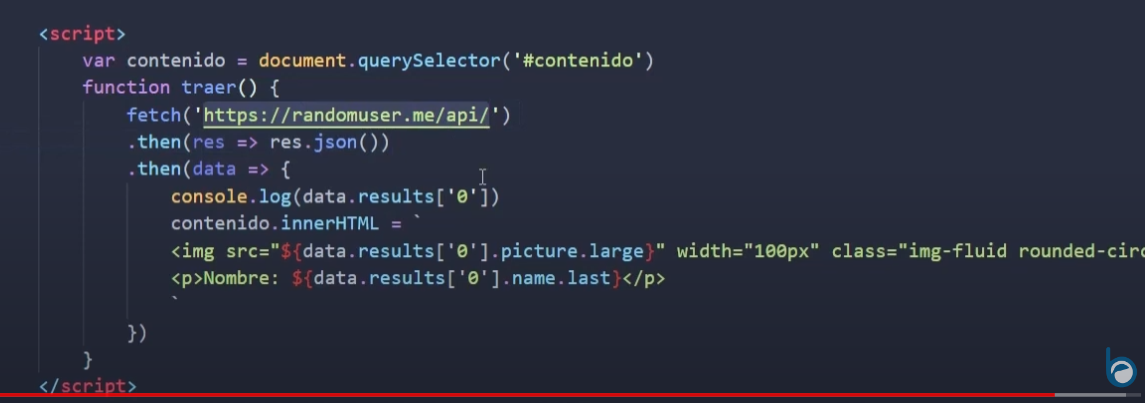 <script>
var contenido = document.querySelector('#contenido')
function traer() {
fetch('https://randomuser.me/api/')
.then(res => res.json())
.then(data => {
console.log(data.results['0'])
contenido.innerHTML = `
<img src="${data.results['0'].picture.large}" width="100px" class="img-fluid rounded-circ
<p>Nombre: ${data.results['0'].name.last}</p>
`
})
}
</script>